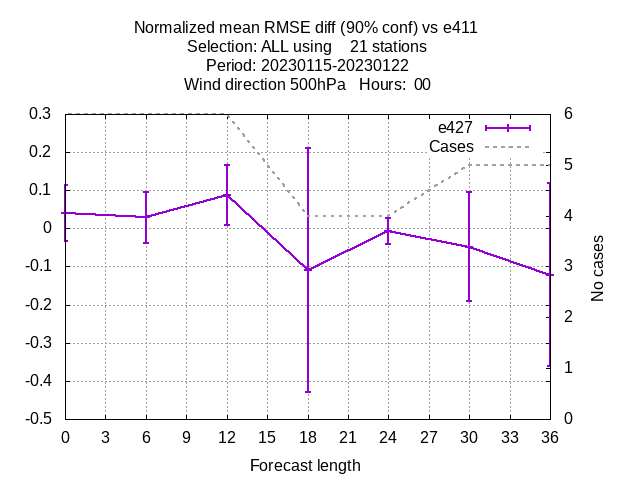 Normalized mean RMSE diff (90% conf) vs e411
Selection: ALL using    21 stations
Period: 20230115-20230122
Wind direction 500hPa   Hours:  00
0.3
0.2
0.1
0
-0.1
-0.2
-0.3
-0.4
-0.5
e427
Cases
6
5
4
3
2
1
0
No cases
0 3 6 9 12 15 18 21 24 27 30 33 36
Forecast length